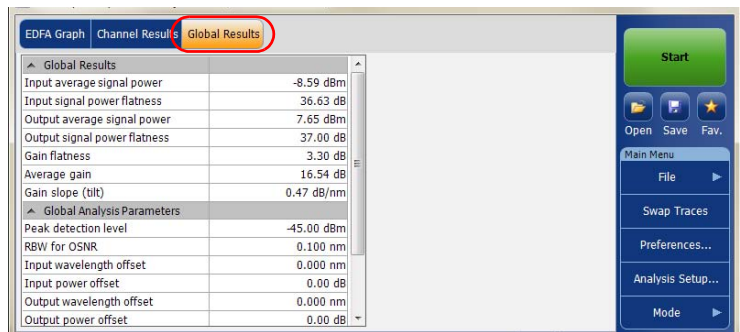 EDFA Graph Channel Results Global Results
Global Results
Input average signal power -8.59 dBm
Input signal power flatness 36.63 dB
Output average signal power 7.65 dBm
Output signal power flatness 37.00 dB
Gain flatness 3.30 dB
Average gain 16.54 dB
Gain slope (tilt) 0.47 dB/nm
Global Analysis Parameters
Peak detection level -45.00 dBm
RBW for OSNR 0.100 nm
Input wavelength offset 0.000 nm
Input power offset 0.00 dB
Output wavelength offset 0.000 nm
Output power offset 0.00 dB
Start
Open Save Fav.
Main Menu
File
Swap Traces
Preferences...
Analysis Setup...
Mode